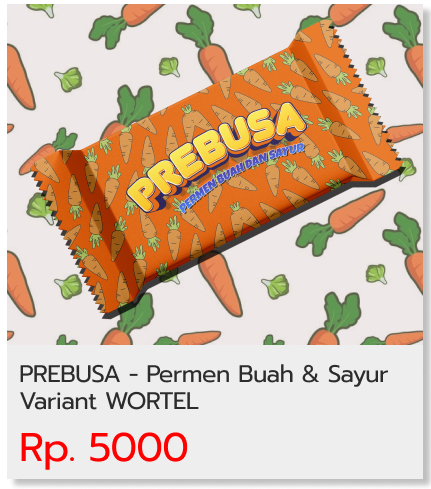 PREBUSA
PERMEN BUAH DAN SAYUR
PREBUSA - Permen Buah & Sayur
Variant WORTEL
Rp. 5000